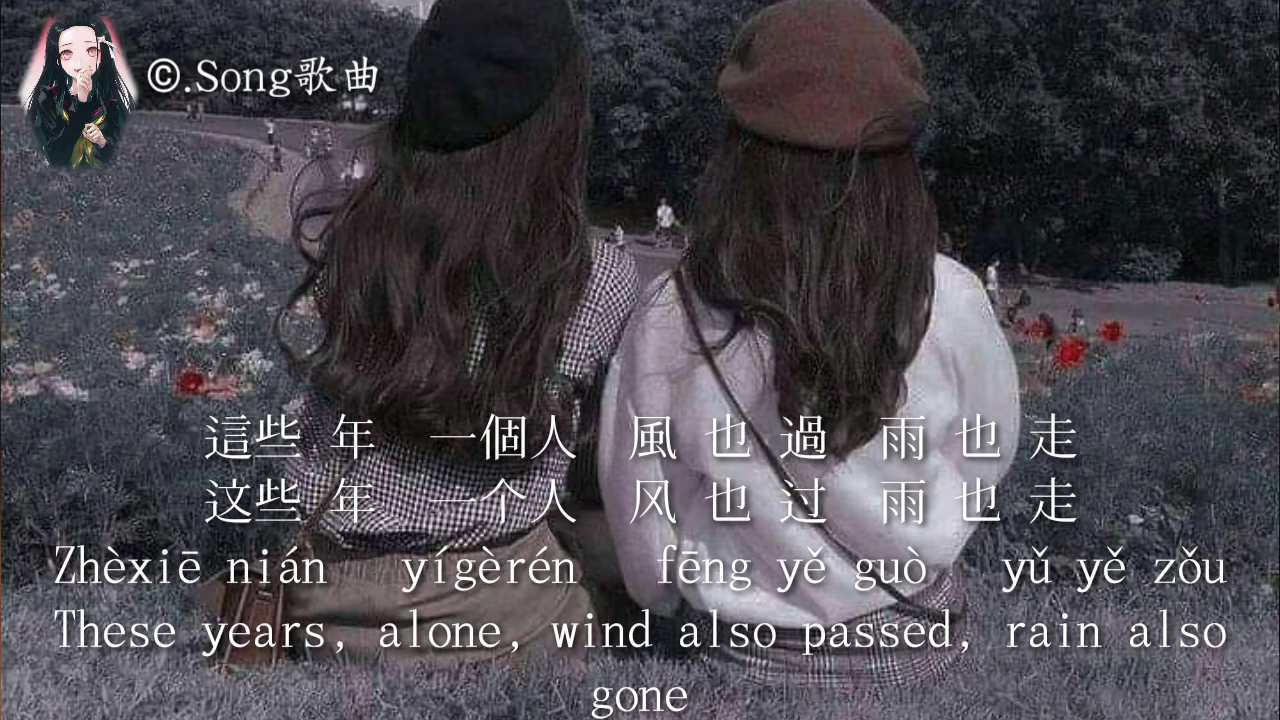 ©.Song歌曲
這些 年 一個人 風 也 過 雨 也 走
这些 年 一个人 风 也 过 雨 也 走
Zhèxiē nián yígèrén fēng yě guò yǔ yě zǒu
These years, alone, wind also passed, rain also
gone